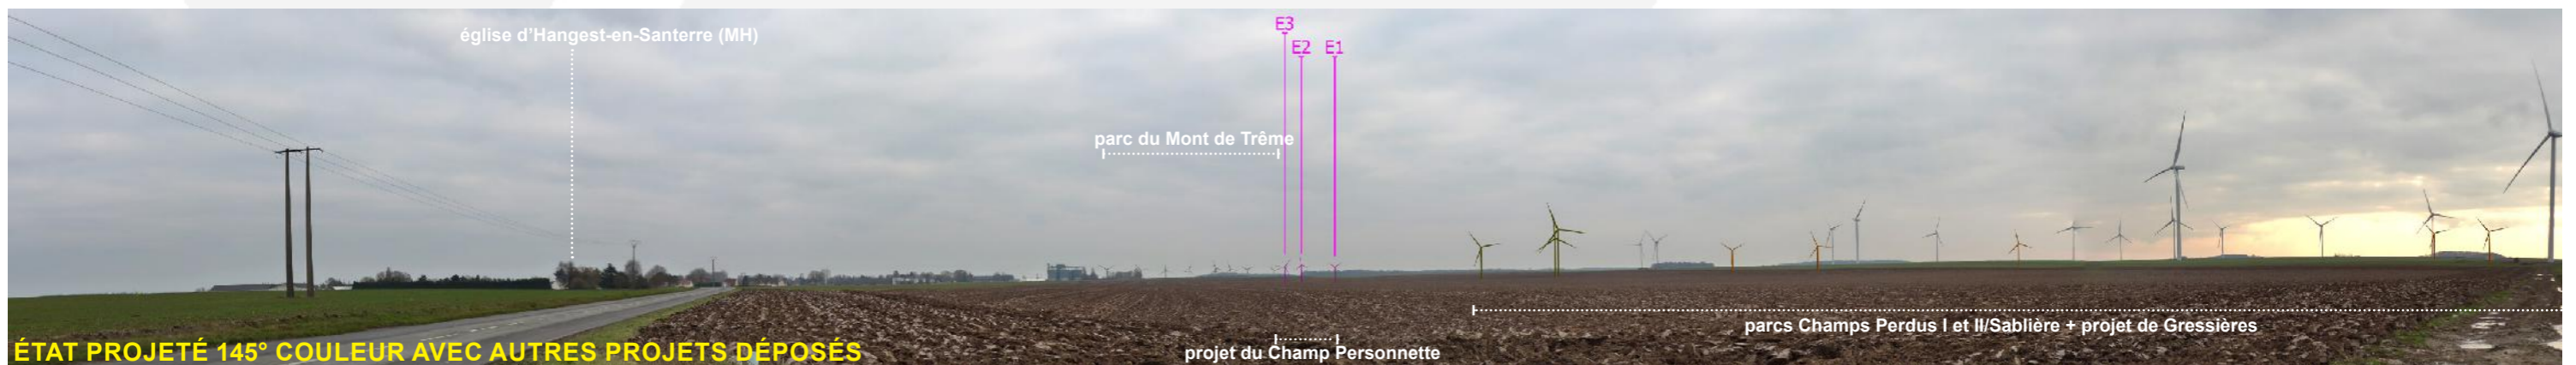 E3
église d'Hangest-en-Santerre (MH)
E2 E1
parc du Mont de Trême
parcs Champs Perdus I et II/Sablière + projet de Gressières
ÉTAT PROJETÉ 145° COULEUR AVEC AUTRES PROJETS DÉPOSÉS
projet du Champ Personnette